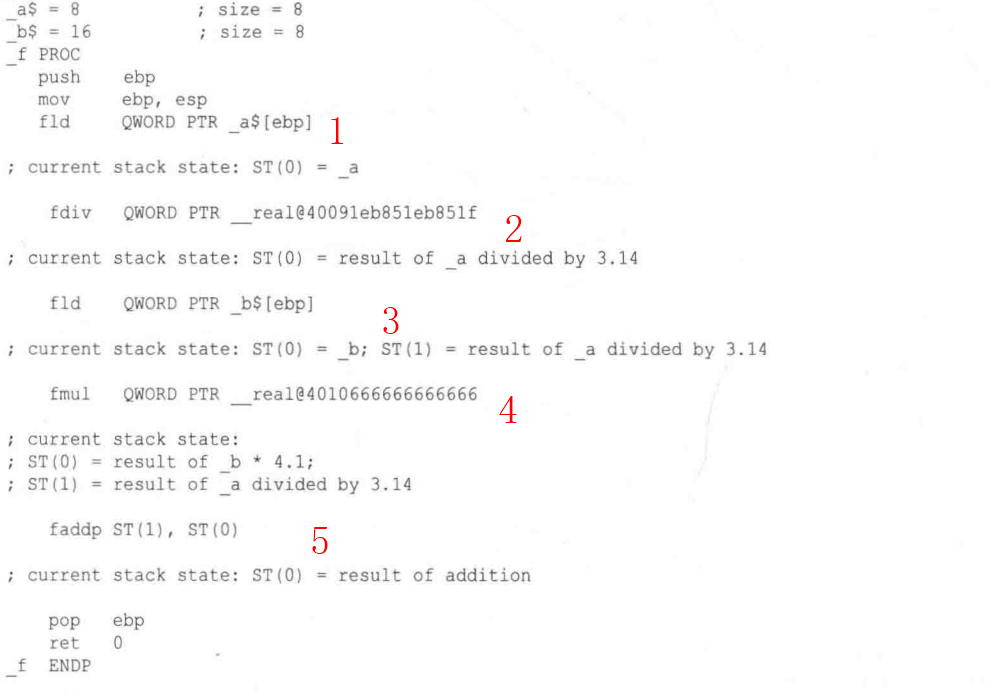 _a$ = 8 ; size = 8
_b$ = 16 ; size = 8
_f PROC
push ebp
mov ebp, esp
fld QWORD PTR _a$[ebp] 1
; current stack state: ST(0) = _a
fdiv QWORD PTR __real@40091eb851eb851f 2
; current stack state: ST(0) = result of _a divided by 3.14
fld QWORD PTR _b$[ebp] 3
; current stack state: ST(0) = _b; ST(1) = result of _a divided by 3.14
fmul QWORD PTR __real@4010666666666666 4
; current stack state:
; ST(0) = result of _b * 4.1;
; ST(1) = result of _a divided by 3.14
faddp ST(1), ST(0) 5
; current stack state: ST(0) = result of addition
pop ebp
ret 0
_f ENDP